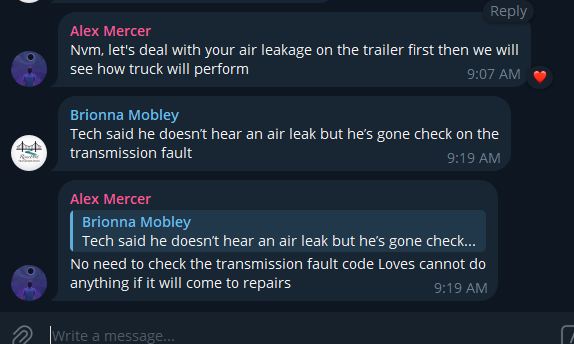 Reply
Alex Mercer
Nvm, let's deal with your air leakage on the trailer first then we will
see how truck will perform
9:07 AM
Brionna Mobley
Tech said he doesn't hear an air leak but he's gone check on the
transmission fault
9:19 AM
Alex Mercer
Brionna Mobley
Tech said he doesn't hear an air leak but he's gone check...
No need to check the transmission fault code Loves cannot do
anything if it will come to repairs
9:19 AM
Write a message...